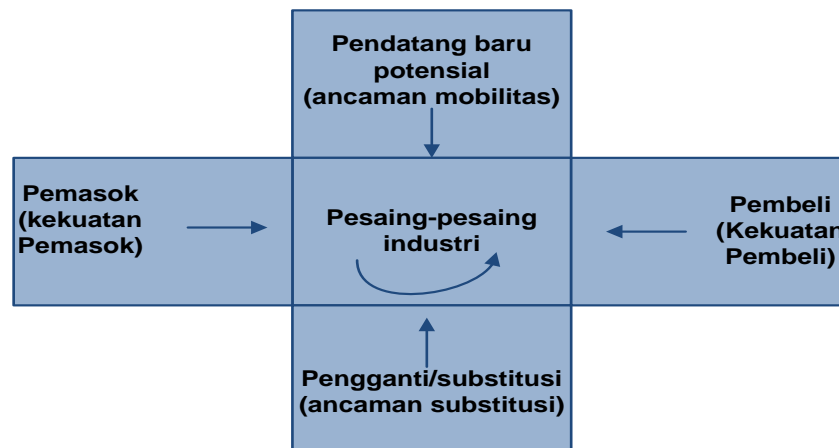 Pendatang baru
potensial
(ancaman mobilitas)
Pemasok
(kekuatan
Pemasok)
Pesaing-pesaing
industri
Pembeli
(Kekuatan
Pembeli)
Pengganti/substitusi
(ancaman substitusi)